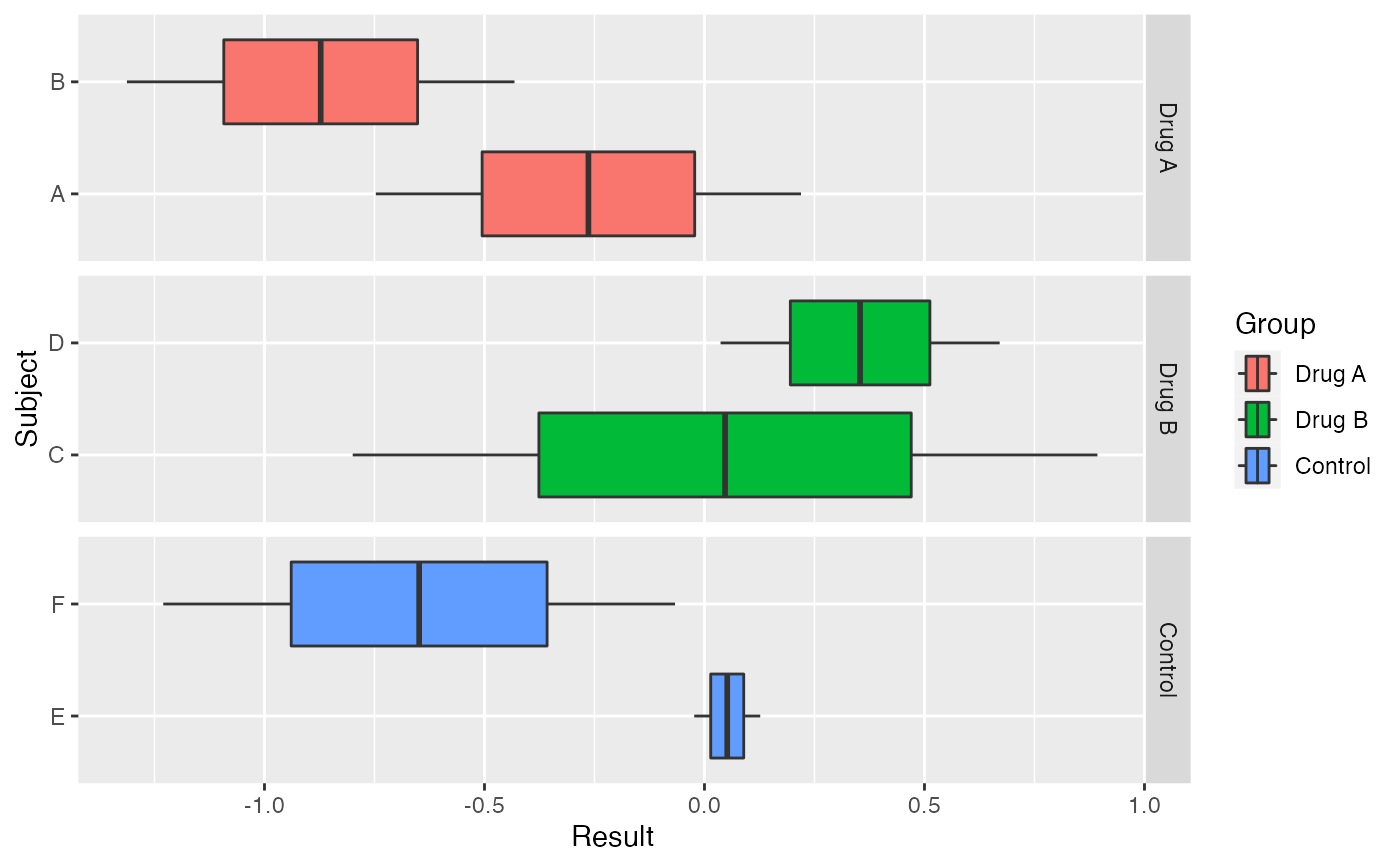 B
A
Drug A
D
C
Drug B
F
E
Control
Subject
-1.0 -0.5 0.0 0.5 1.0
Result
Group
Drug A
Drug B
Control